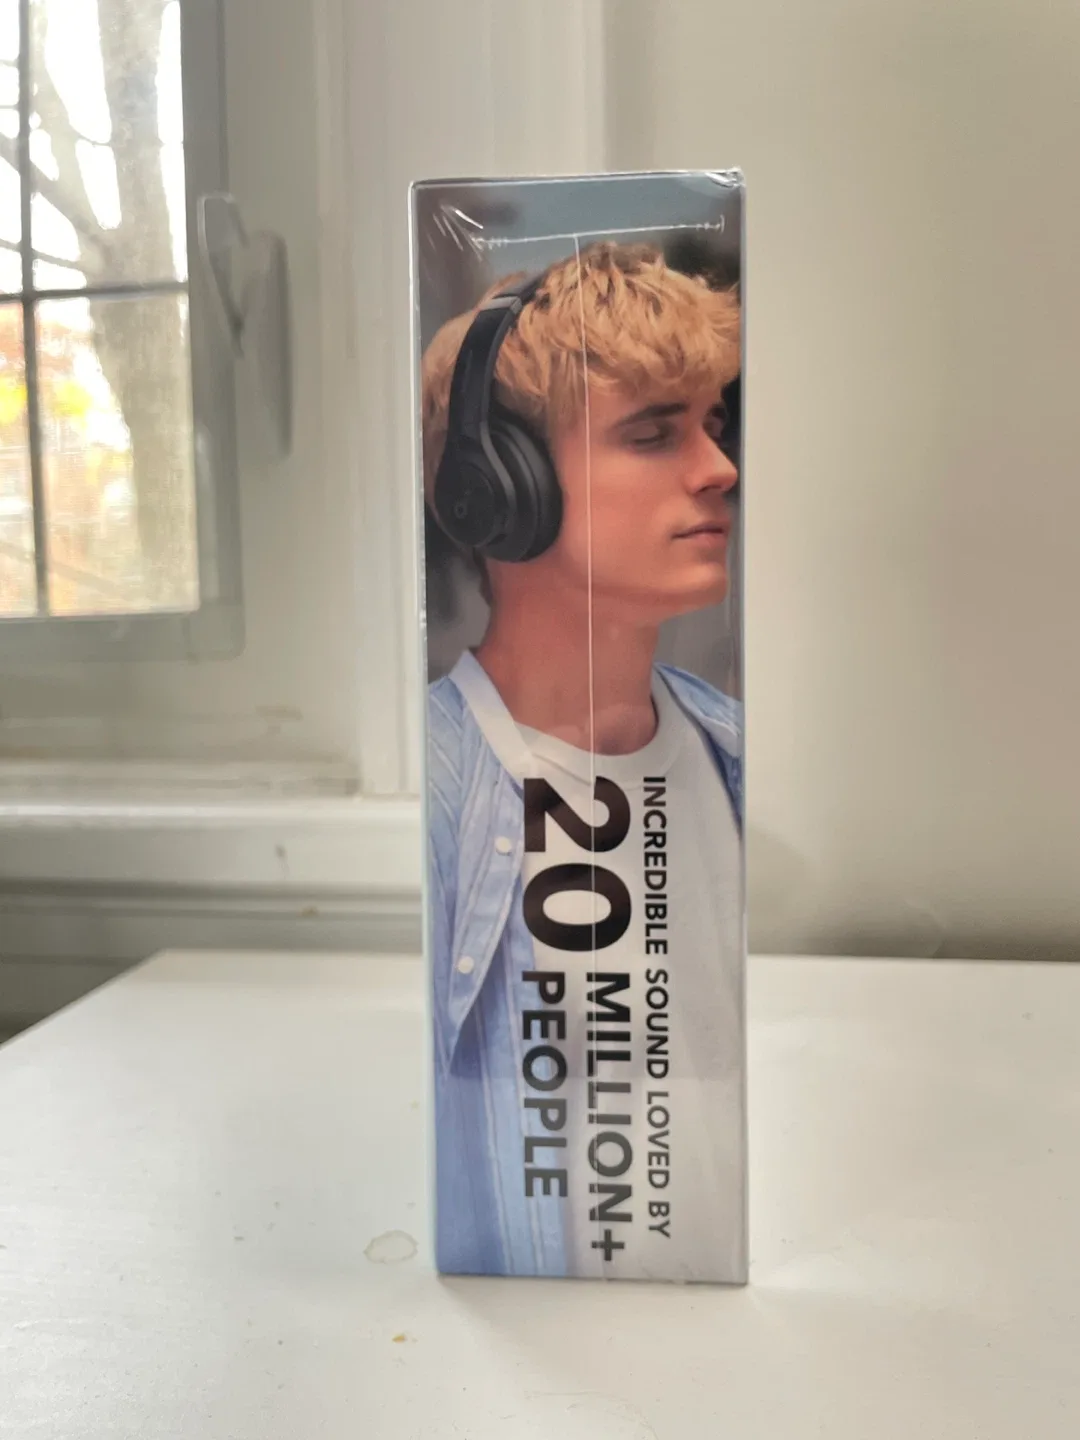 INCREDIBLE SOUND LOVED BY
20 MILLION+
PEOPLE